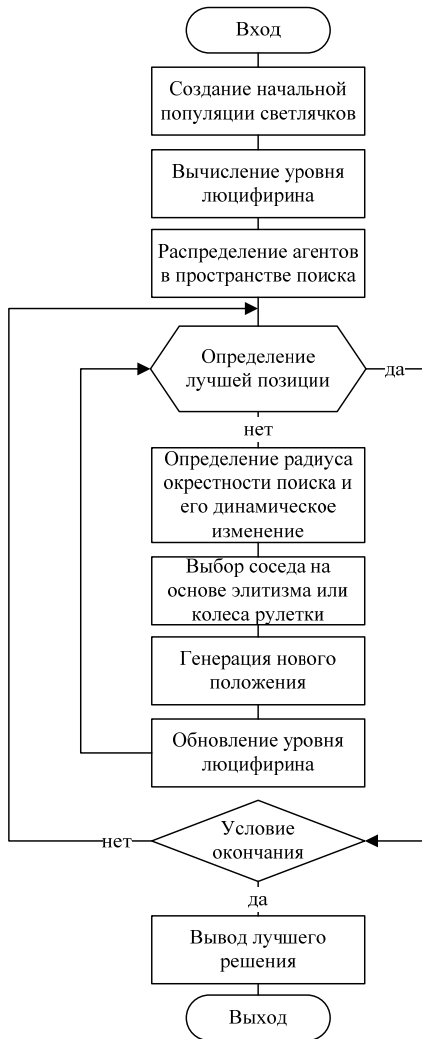 Вход
Создание начальной
популяции светлячков
Вычисление уровня
люцифирина
Распределение агентов
в пространстве поиска
Определение
лучшей позиции
да
нет
Определение радиуса
окрестности поиска и
его динамическое
изменение
Выбор соседа на
основе элитизма или
колеса рулетки
Генерация нового
положения
Обновление уровня
люцифирина
Условие
окончания
нет
да
Вывод лучшего
решения
Выход